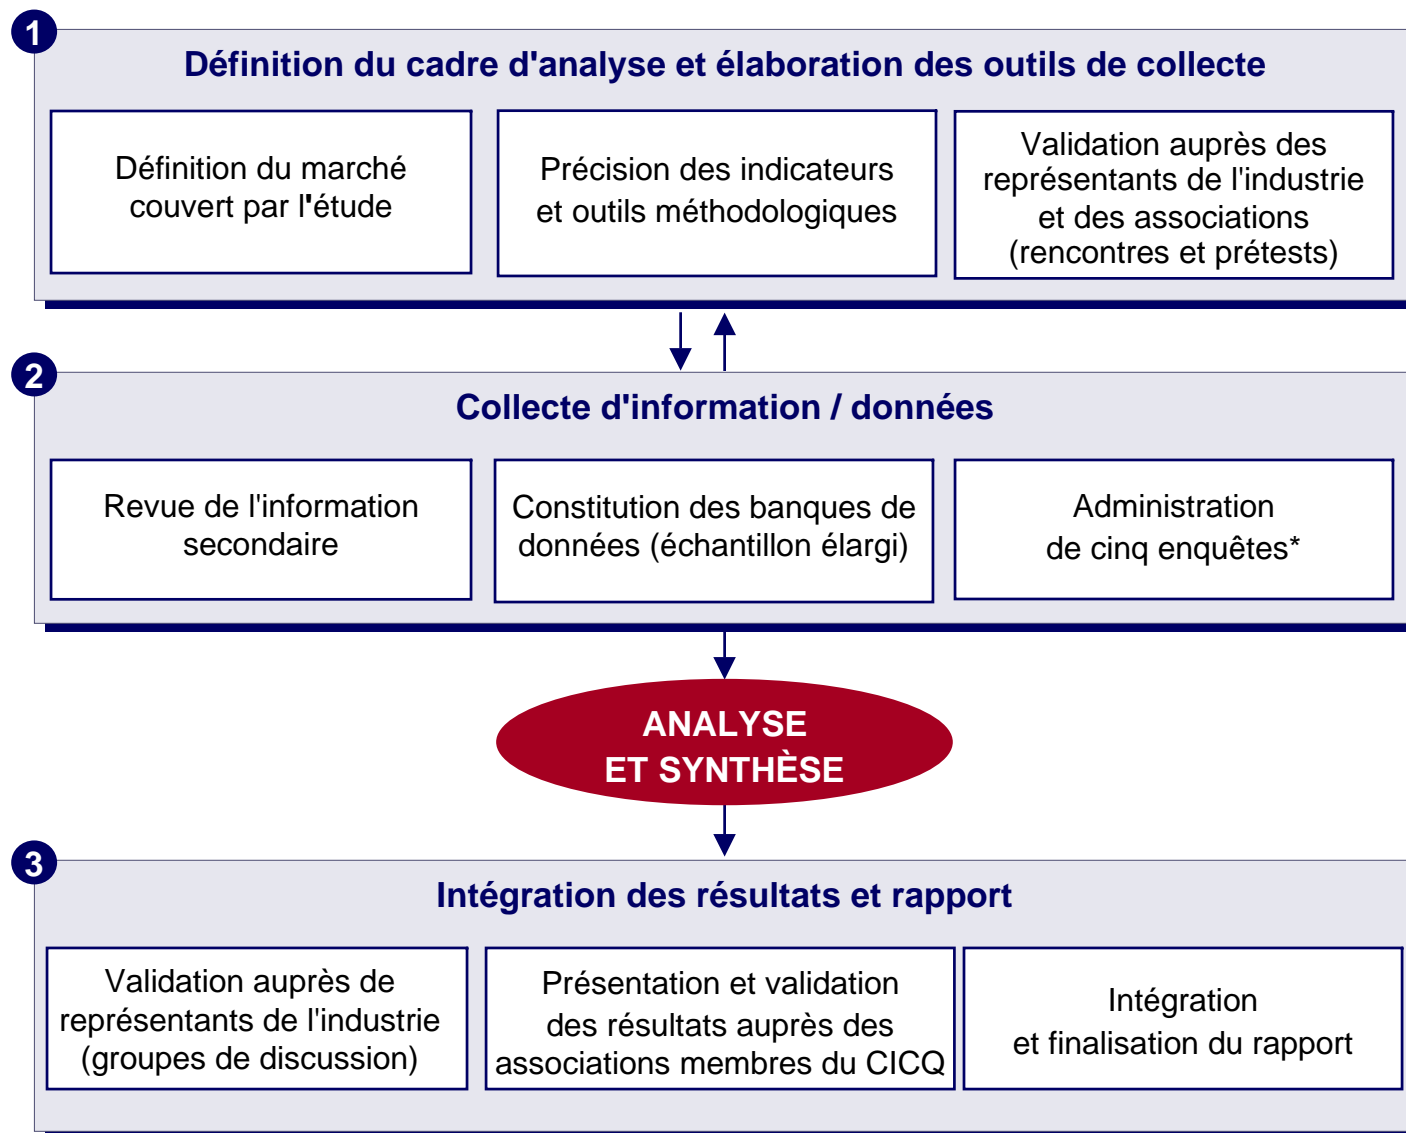 1
Définition du cadre d'analyse et élaboration des outils de collecte
Définition du marché
couvert par l'étude
Précision des indicateurs
et outils méthodologiques
Validation auprès des
représentants de l'industrie
et des associations
(rencontres et prétests)
2
Collecte d'information / données
Revue de l'information
secondaire
Constitution des banques de
données (échantillon élargi)
Administration
de cinq enquêtes*
ANALYSE
ET SYNTHÈSE
3
Intégration des résultats et rapport
Validation auprès de
représentants de l'industrie
(groupes de discussion)
Présentation et validation
des résultats auprès des
associations membres du CICQ
Intégration
et finalisation du rapport